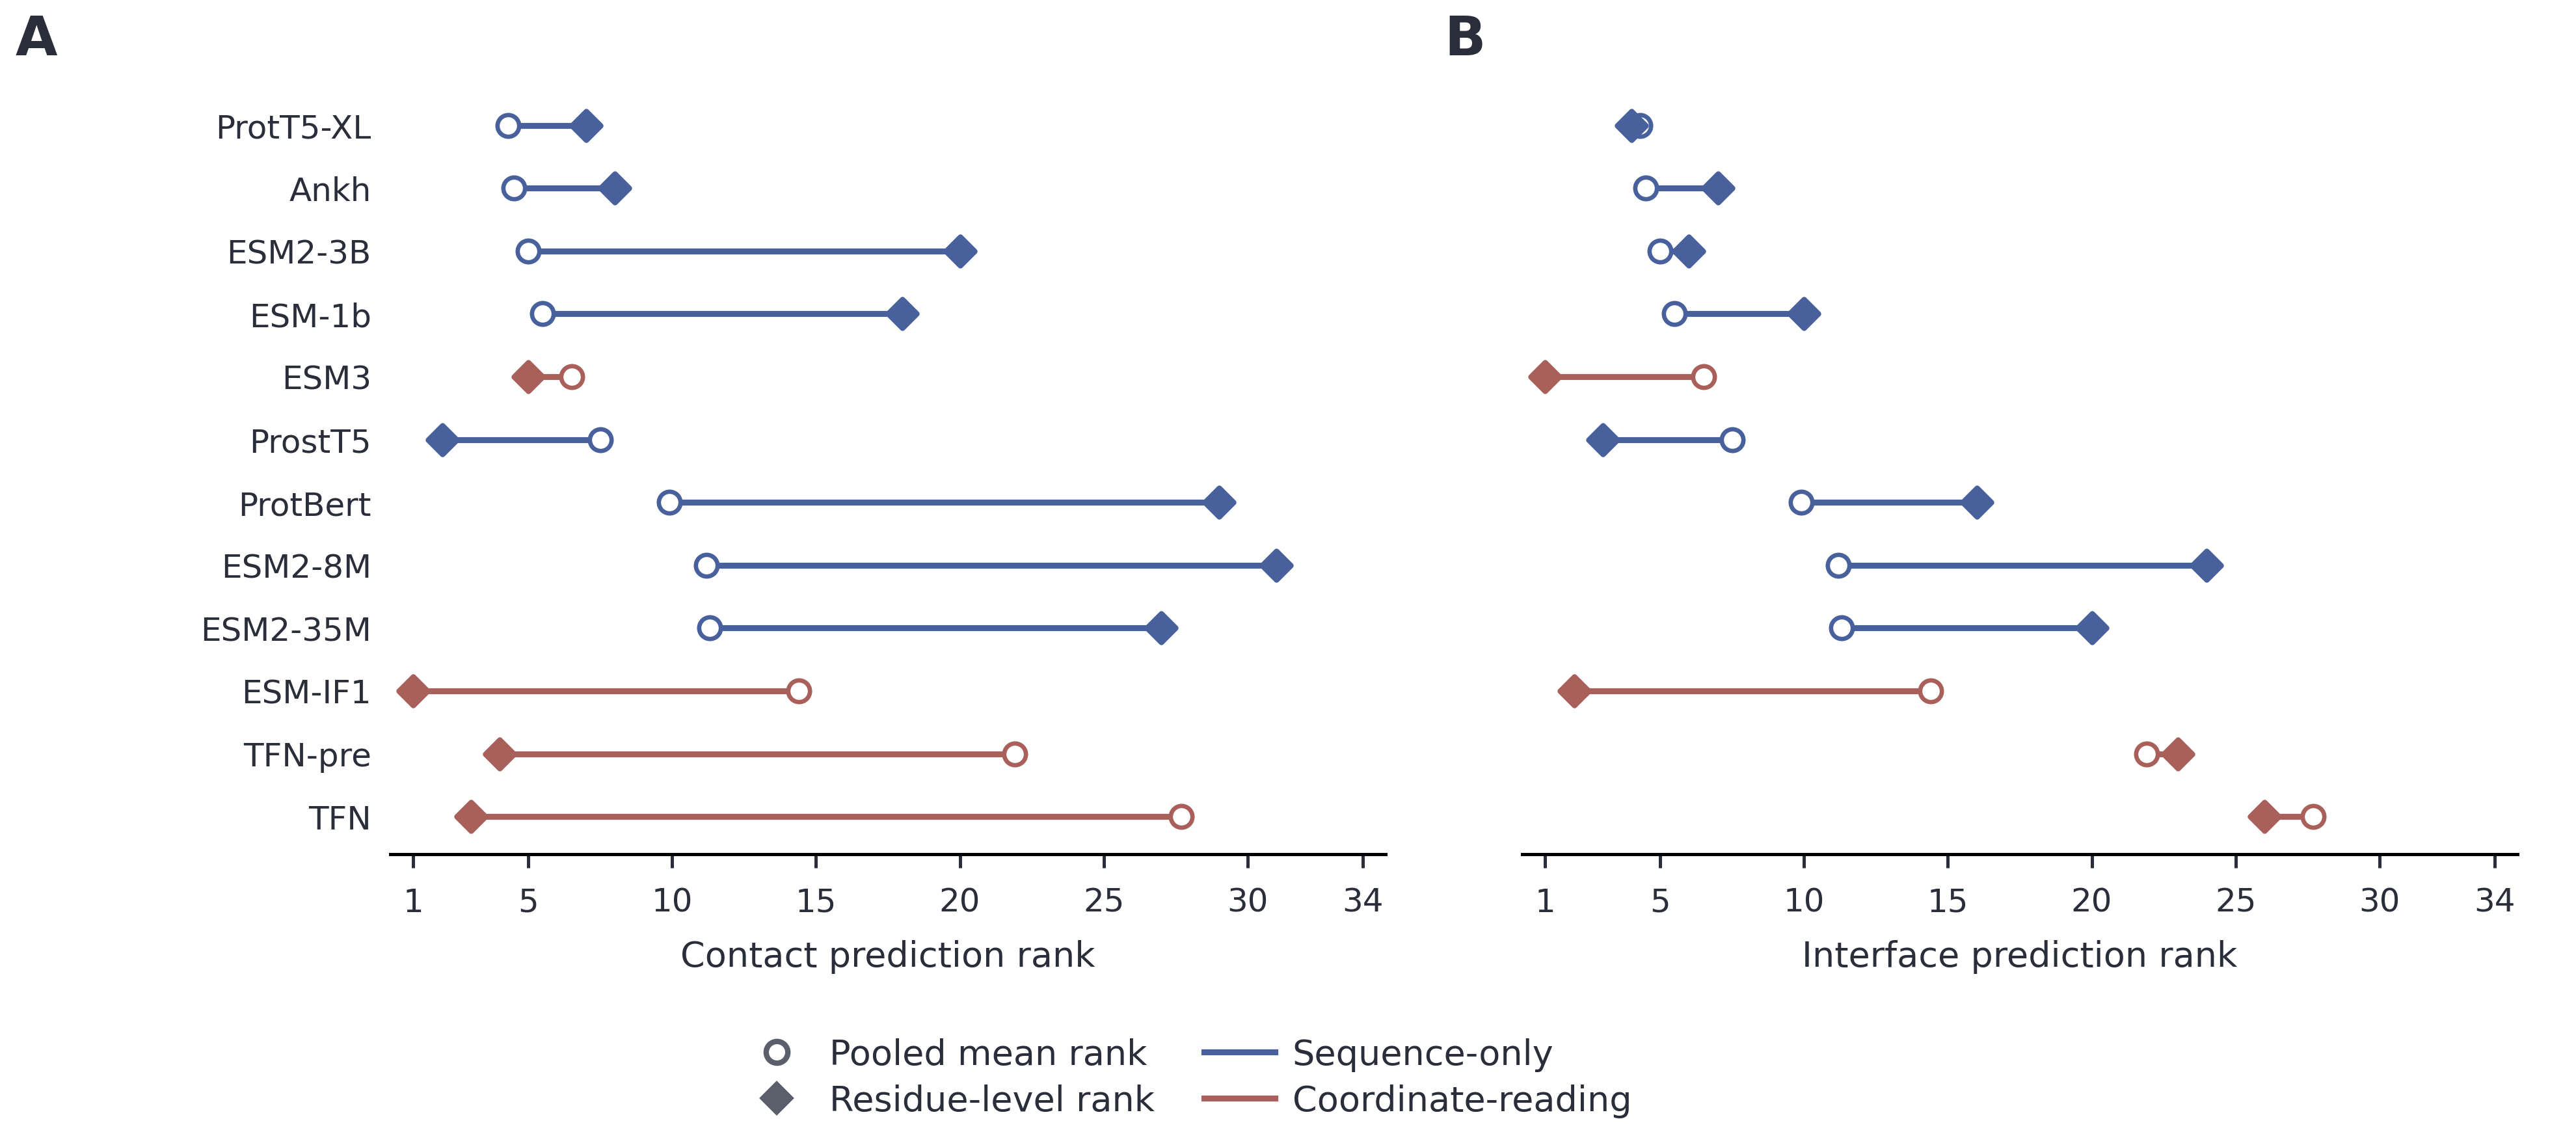 A
B
ProtT5-XL
Ankh
ESM2-3B
ESM-1b
ESM3
ProstT5
ProtBert
ESM2-8M
ESM2-35M
ESM-IF1
TFN-pre
TFN
1 5 10 15 20 25 30 34
Contact prediction rank
1 5 10 15 20 25 30 34
Interface prediction rank
Pooled mean rank
Residue-level rank
Sequence-only
Coordinate-reading